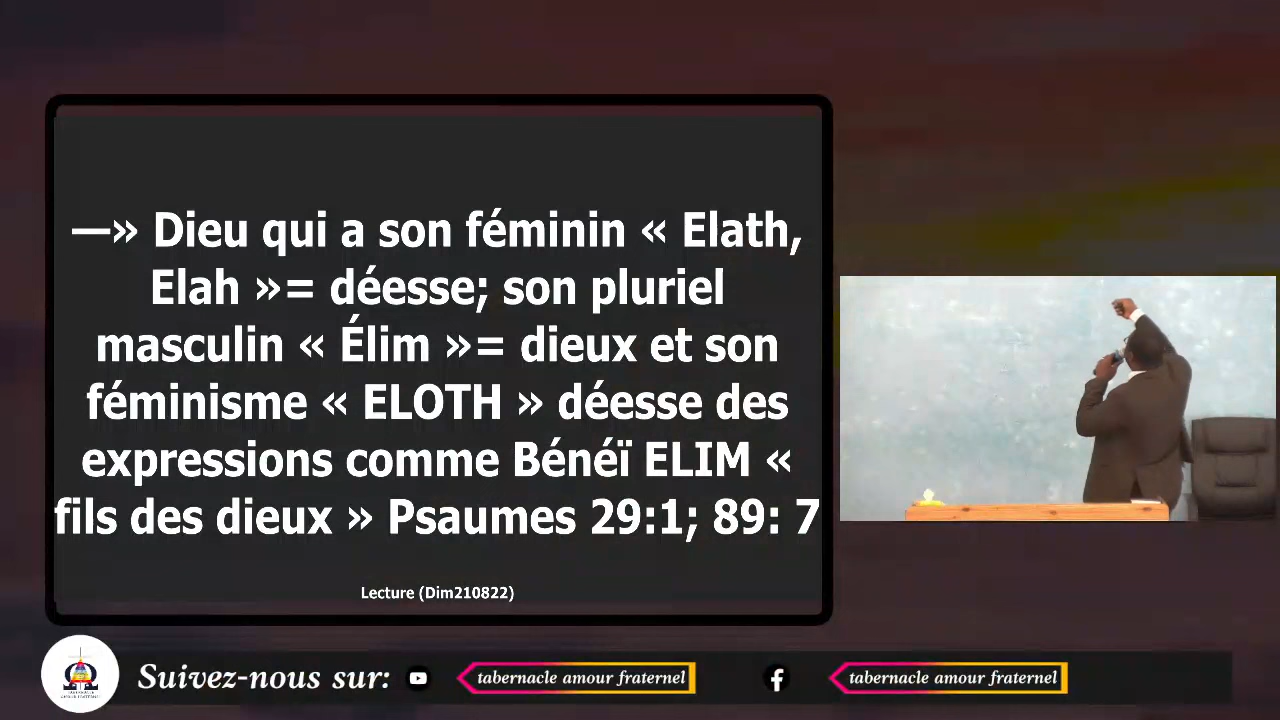 —» Dieu qui a son féminin « Elath,
Elah »= déesse; son pluriel
masculin « Élim »= dieux et son
féminisme « ELOTH » déesse des
expressions comme Bénéï ELIM «
fils des dieux » Psaumes 29:1; 89: 7
Lecture (Dim210822)
Suivez-nous sur:
tabernacle amour fraternel
tabernacle amour fraternel